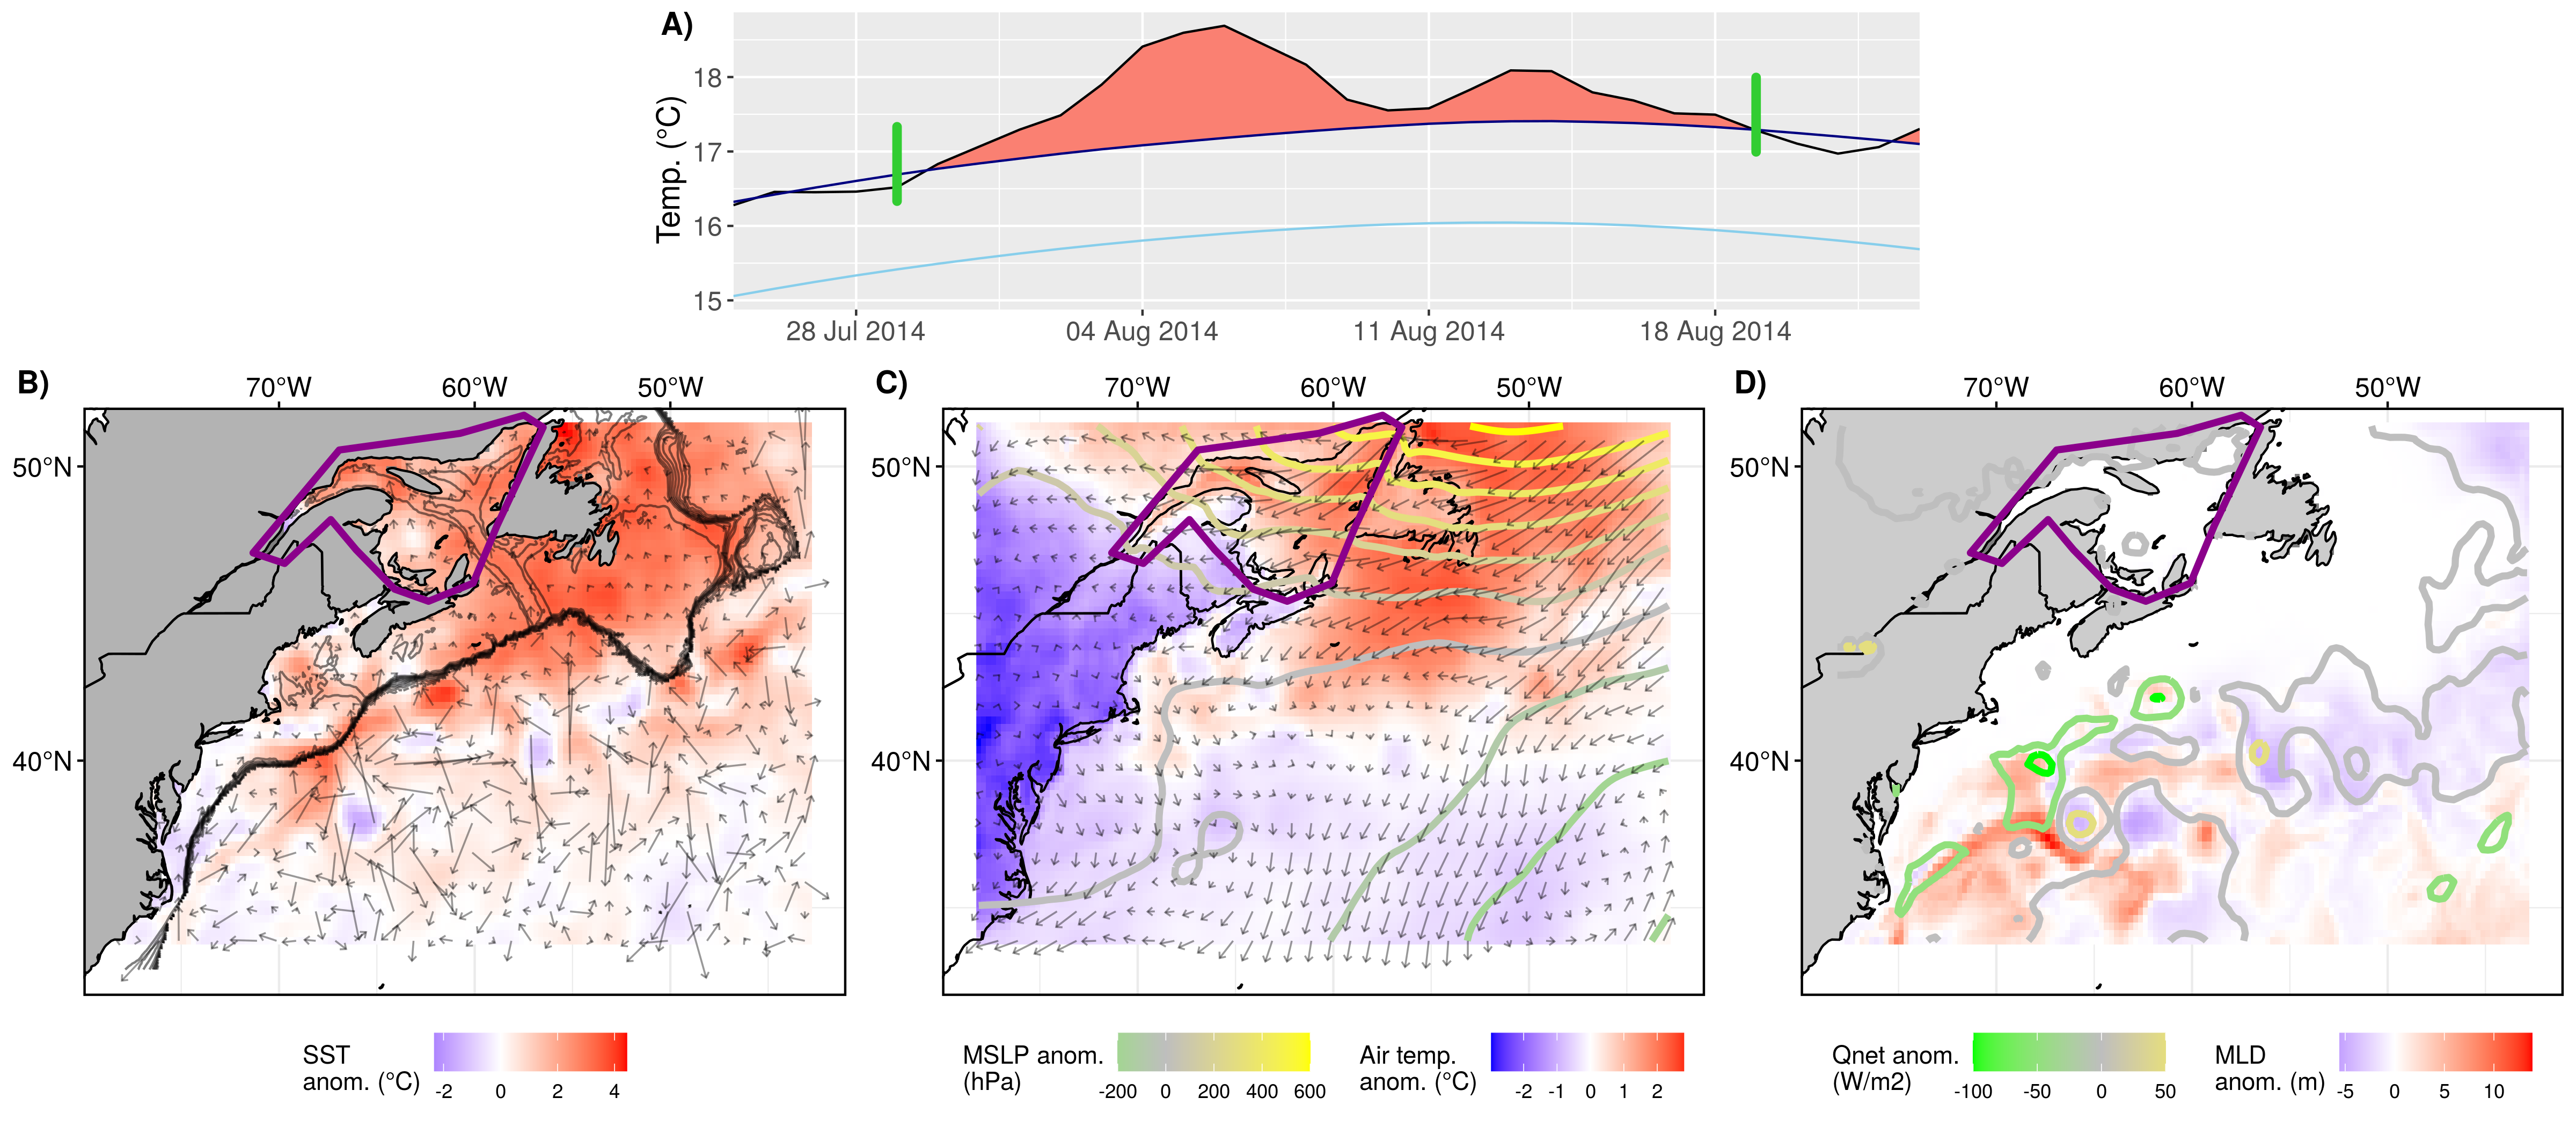 A)
Temp. (°C)
18
17
16
15
28 Jul 2014 04 Aug 2014 11 Aug 2014 18 Aug 2014
B)
70°W 60°W 50°W
50°N
40°N
SST
anom. (°C)
-2 0 2 4
C)
70°W 60°W 50°W
50°N
40°N
MSLP anom.
(hPa)
-200 0 200 400 600
Air temp.
anom. (°C)
-2 -1 0 1 2
D)
70°W 60°W 50°W
50°N
40°N
Qnet anom.
(W/m2)
-100 -50 0 50
MLD
anom. (m)
-5 0 5 10